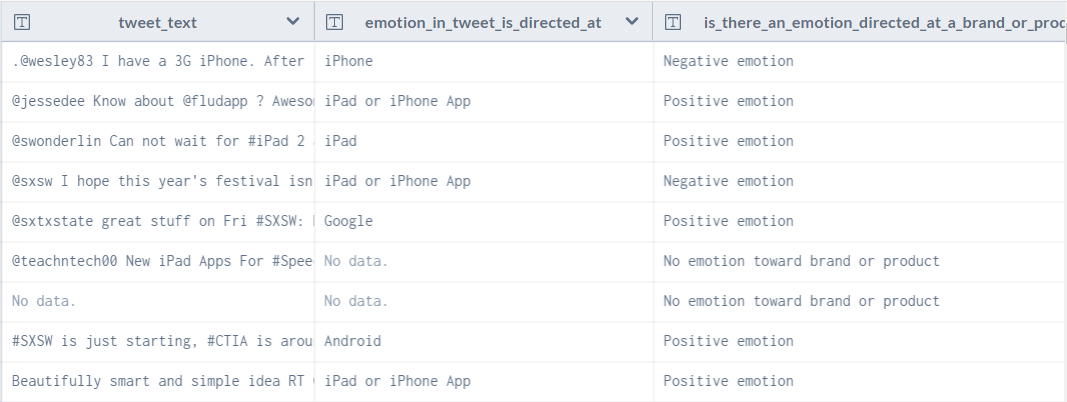 tweet_text emotion_in_tweet_is_directed_at is_there_an_emotion_directed_at_a_brand_or_prod
.@wesley83 I have a 3G iPhone. After iPhone Negative emotion
@jessedee Know about @fludapp ? Aweso iPad or iPhone App Positive emotion
@swonderlin Can not wait for #iPad 2 iPad Positive emotion
@sxsw I hope this year's festival isn iPad or iPhone App Negative emotion
@sxtxstate great stuff on Fri #SXSW: Google Positive emotion
@teachntech00 New iPad Apps For #Spee No data. No emotion toward brand or product
No data. No data. No emotion toward brand or product
#SXSW is just starting, #CTIA is arou Android Positive emotion
Beautifully smart and simple idea RT iPad or iPhone App Positive emotion